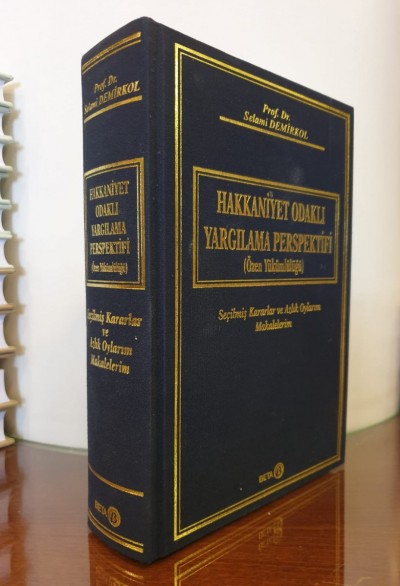 Prof. Dr.
Selami DEMİRKOL
HAKKANİYET
ODAKLI
YARGILAMA
PERSPEKTİFİ
(Özen Yükümlülüğü)
Seçilmiş Kararlar
ve
Azlık Oylarım
Makalelerim
BETA
Prof. Dr.
Selami DEMİRKOL
HAKKANİYET ODAKLI
YARGILAMA PERSPEKTİFİ
(Özen Yükümlülüğü)
Seçilmiş Kararlar ve Azlık Oylarım
Makalelerim
BETA